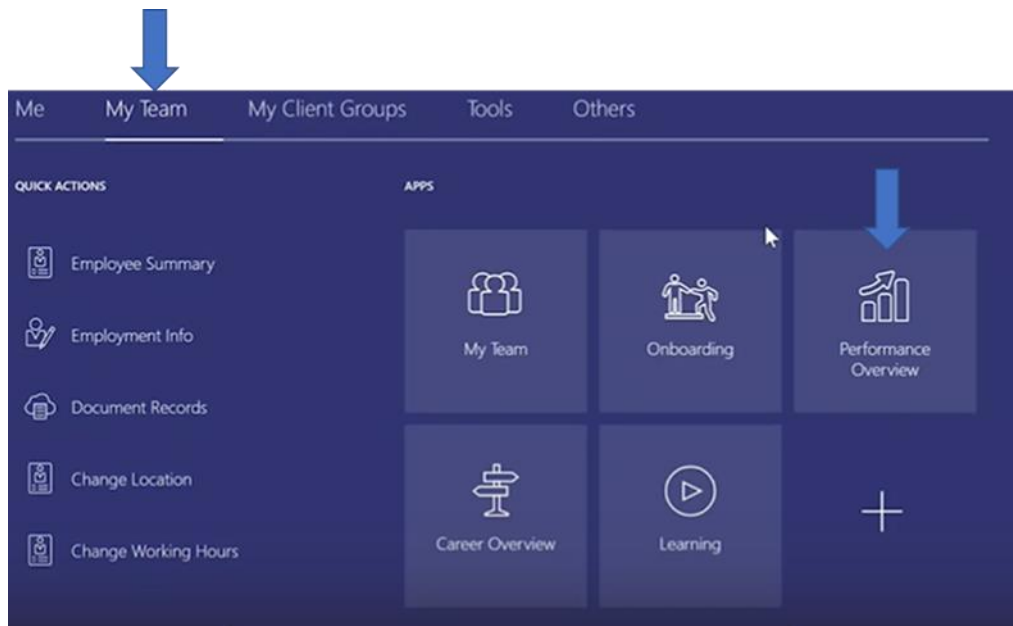 Me My Team My Client Groups Tools Others
QUICK ACTIONS
Employee Summary
Employment Info
Document Records
Change Location
Change Working Hours
APPS
My Team
Onboarding
Performance
Overview
Career Overview
Learning